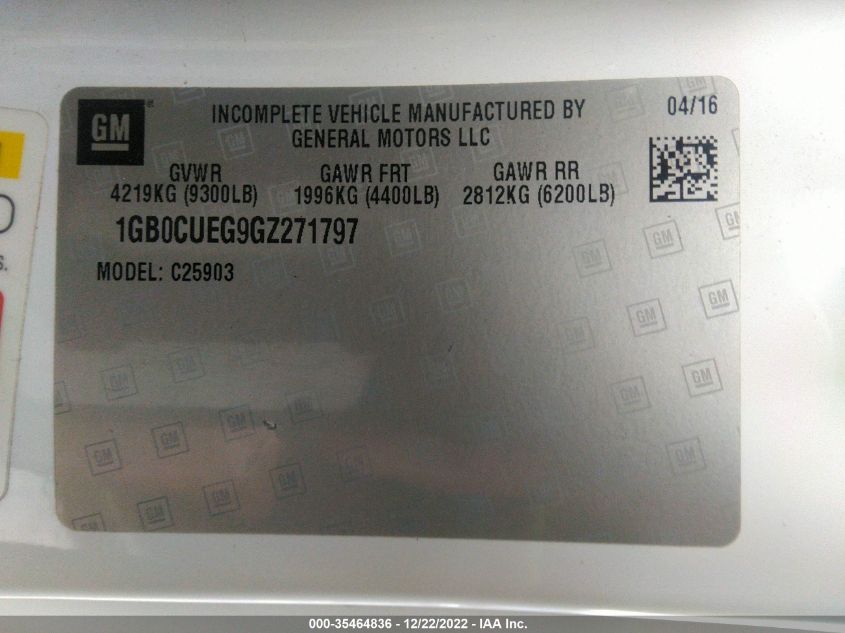 GM
INCOMPLETE VEHICLE MANUFACTURED BY
GENERAL MOTORS LLC
04/16
GVWR GAWR FRT GAWR RR
4219KG (9300LB) 1996KG (4400LB) 2812KG (6200LB)
1GB0CUEG9GZ271797
MODEL: C25903
000-35464836 - 12/22/2022 - IAA Inc.